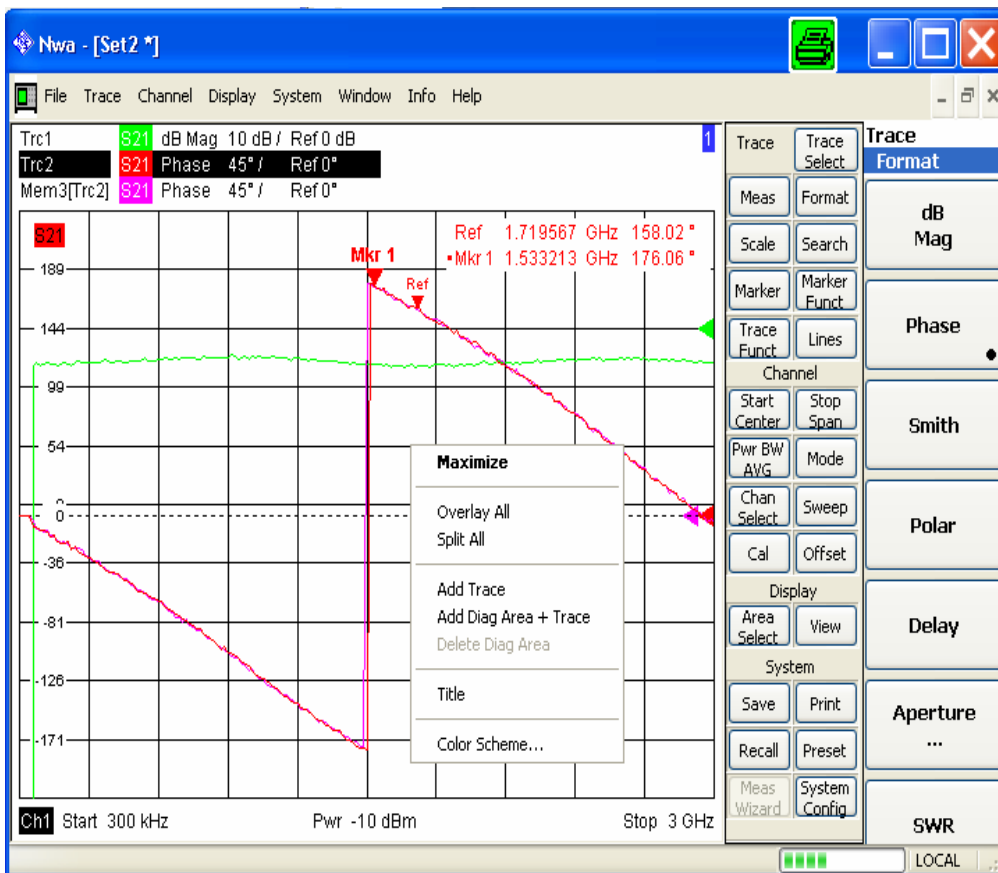 Nwa - [Set2 *]
File Trace Channel Display System Window Info Help
Trc1 S21 dB Mag 10 dB / Ref 0 dB 1
Trc2 S21 Phase 45° / Ref 0°
Mem3[Trc2] S21 Phase 45° / Ref 0°
S21
Ref 1.719567 GHz 158.02 °
•Mkr 1 1.533213 GHz 176.06 °
Mkr 1
Ref
189
144
99
54
0
-36
-81
-126
-171
Maximize
Overlay All
Split All
Add Trace
Add Diag Area + Trace
Delete Diag Area
Title
Color Scheme...
Ch1 Start 300 kHz Pwr -10 dBm Stop 3 GHz
Trace
Trace Select
Meas
Format
Scale
Search
Marker
Marker Funct
Trace Funct
Lines
Channel
Start Center
Stop Span
Pwr BW AVG
Mode
Chan Select
Sweep
Cal
Offset
Display
Area Select
View
System
Save
Print
Recall
Preset
Meas Wizard
System Config
Trace
Format
dB
Mag
Phase
Smith
Polar
Delay
Aperture
...
SWR
LOCAL